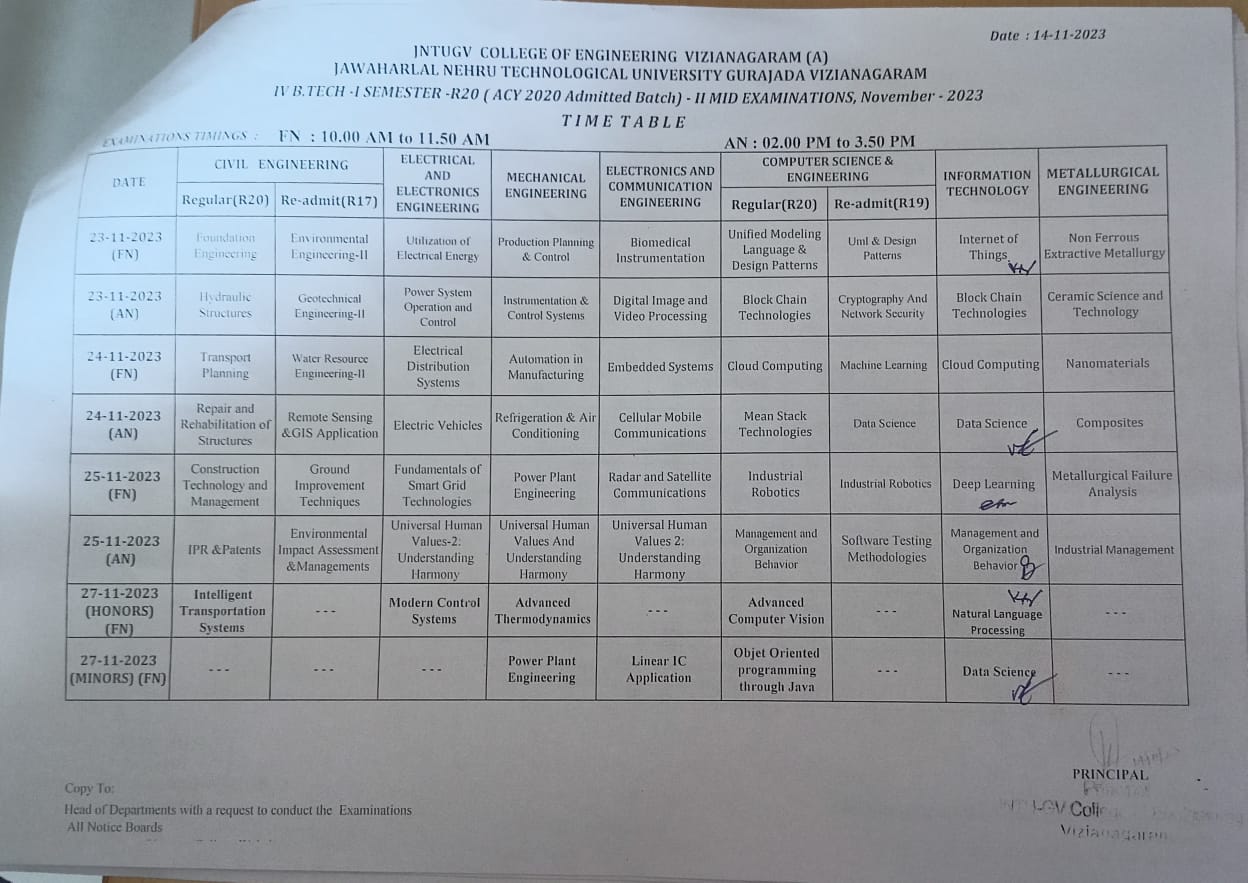 Date : 14-11-2023
JNTUGV COLLEGE OF ENGINEERING VIZIANAGARAM (A)
JAWAHARLAL NEHRU TECHNOLOGICAL UNIVERSITY GURAJADA VIZIANAGARAM
IV B.TECH -I SEMESTER -R20 ( ACY 2020 Admitted Batch) - II MID EXAMINATIONS, November - 2023
TIME TABLE
EXAMINATIONS TIMINGS : FN : 10.00 AM to 11.50 AM AN : 02.00 PM to 3.50 PM
DATE
CIVIL ENGINEERING
Regular(R20) Re-admit(R17)
ELECTRICAL
AND
ELECTRONICS
ENGINEERING
MECHANICAL
ENGINEERING
ELECTRONICS AND
COMMUNICATION
ENGINEERING
COMPUTER SCIENCE &
ENGINEERING
Regular(R20) Re-admit(R19)
INFORMATION
TECHNOLOGY
METALLURGICAL
ENGINEERING
23-11-2023
(FN)
Foundation
Engineering
Environmental
Engineering-II
Utilization of
Electrical Energy
Production Planning
& Control
Biomedical
Instrumentation
Unified Modeling
Language &
Design Patterns
Uml & Design
Patterns
Internet of
Things
Non Ferrous
Extractive Metallurgy
23-11-2023
(AN)
Hydraulic
Structures
Geotechnical
Engineering-II
Power System
Operation and
Control
Instrumentation &
Control Systems
Digital Image and
Video Processing
Block Chain
Technologies
Cryptography And
Network Security
Block Chain
Technologies
Ceramic Science and
Technology
24-11-2023
(FN)
Transport
Planning
Water Resource
Engineering-II
Electrical
Distribution
Systems
Automation in
Manufacturing
Embedded Systems
Cloud Computing
Machine Learning
Cloud Computing
Nanomaterials
24-11-2023
(AN)
Repair and
Rehabilitation of
Structures
Remote Sensing
&GIS Application
Electric Vehicles
Refrigeration & Air
Conditioning
Cellular Mobile
Communications
Mean Stack
Technologies
Data Science
Data Science
Composites
25-11-2023
(FN)
Construction
Technology and
Management
Ground
Improvement
Techniques
Fundamentals of
Smart Grid
Technologies
Power Plant
Engineering
Radar and Satellite
Communications
Industrial
Robotics
Industrial Robotics
Deep Learning
Metallurgical Failure
Analysis
25-11-2023
(AN)
IPR &Patents
Environmental
Impact Assessment
&Managements
Universal Human
Values-2:
Understanding
Harmony
Universal Human
Values And
Understanding
Harmony
Universal Human
Values 2:
Understanding
Harmony
Management and
Organization
Behavior
Software Testing
Methodologies
Management and
Organization
Behavior
Industrial Management
27-11-2023
(HONORS)
(FN)
Intelligent
Transportation
Systems
---
Modern Control
Systems
Advanced
Thermodynamics
---
Advanced
Computer Vision
---
Natural Language
Processing
---
27-11-2023
(MINORS) (FN)
---
---
---
Power Plant
Engineering
Linear IC
Application
Objet Oriented
programming
through Java
---
Data Science
---
PRINCIPAL
Vizianagaram
Copy To:
Head of Departments with a request to conduct the Examinations
All Notice Boards